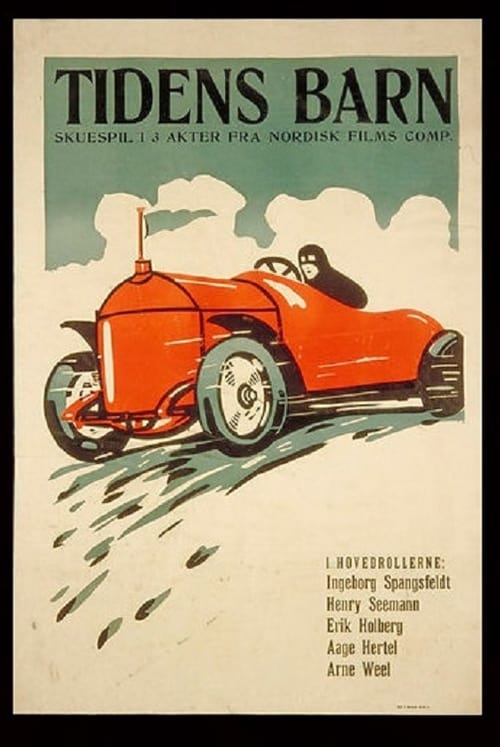 TIDENS BARN
SKUESPIL I 3 AKTER FRA NORDISK FILMS COMP.
I HOVEDROLLERNE:
Ingeborg Spangsfeldt
Henry Seemann
Erik Holberg
Aage Hertel
Arne Weel